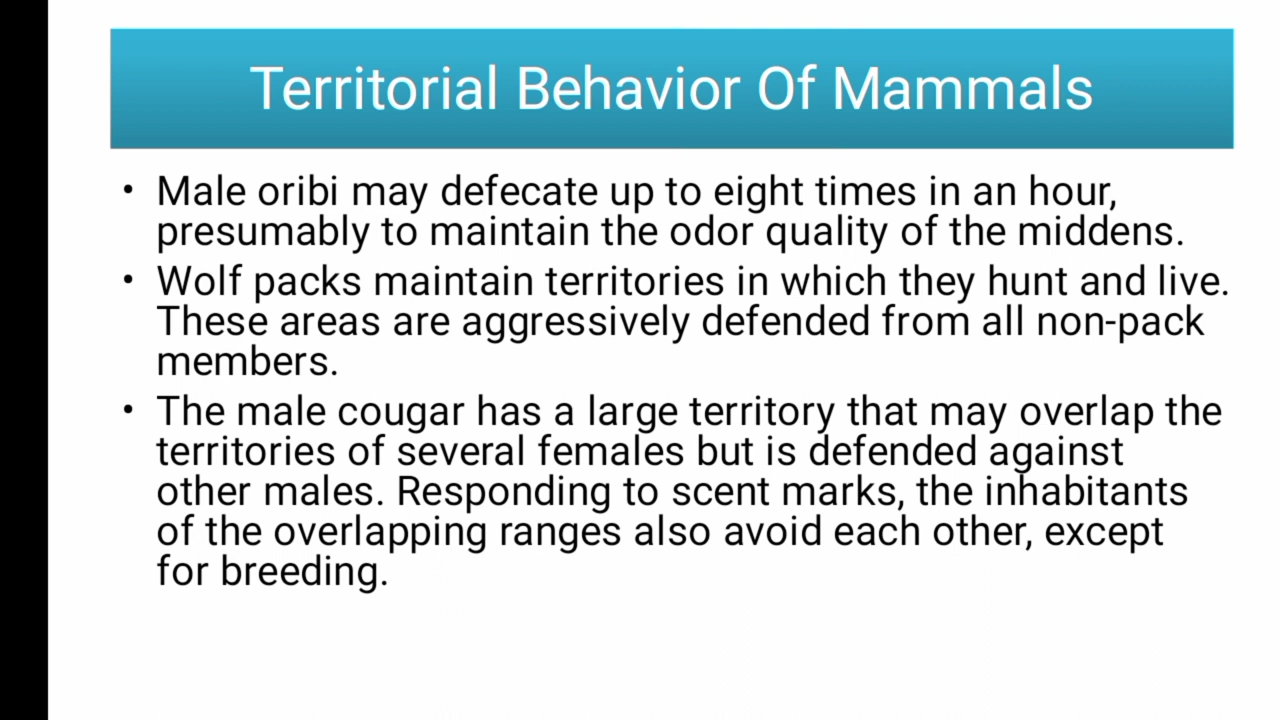 Territorial Behavior Of Mammals
• Male oribi may defecate up to eight times in an hour,
presumably to maintain the odor quality of the middens.
• Wolf packs maintain territories in which they hunt and live.
These areas are aggressively defended from all non-pack
members.
• The male cougar has a large territory that may overlap the
territories of several females but is defended against
other males. Responding to scent marks, the inhabitants
of the overlapping ranges also avoid each other, except
for breeding.